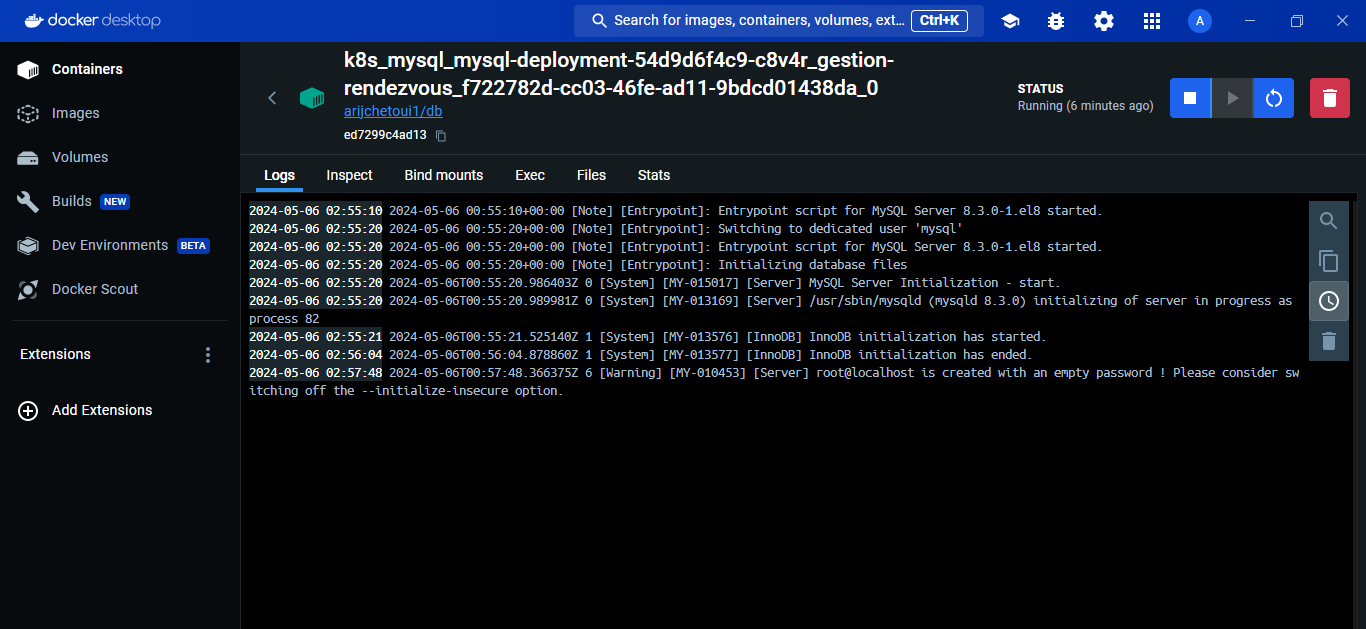 docker desktop
Search for images, containers, volumes, ext...
Ctrl+K
A
Containers
Images
Volumes
Builds NEW
Dev Environments BETA
Docker Scout
Extensions
Add Extensions
k8s_mysql_mysql-deployment-54d9d6f4c9-c8v4r_gestion-
rendezvous_f722782d-cc03-46fe-ad11-9bdcd01438da_0
arijchetoui1/db
ed7299c4ad13
STATUS
Running (6 minutes ago)
Logs Inspect Bind mounts Exec Files Stats
2024-05-06 02:55:10 2024-05-06 00:55:10+00:00 [Note] [Entrypoint]: Entrypoint script for MySQL Server 8.3.0-1.el8 started.
2024-05-06 02:55:20 2024-05-06 00:55:20+00:00 [Note] [Entrypoint]: Switching to dedicated user 'mysql'
2024-05-06 02:55:20 2024-05-06 00:55:20+00:00 [Note] [Entrypoint]: Entrypoint script for MySQL Server 8.3.0-1.el8 started.
2024-05-06 02:55:20 2024-05-06 00:55:20+00:00 [Note] [Entrypoint]: Initializing database files
2024-05-06 02:55:20 2024-05-06T00:55:20.986403Z 0 [System] [MY-015017] [Server] MySQL Server Initialization - start.
2024-05-06 02:55:20 2024-05-06T00:55:20.989981Z 0 [System] [MY-013169] [Server] /usr/sbin/mysqld (mysqld 8.3.0) initializing of server in progress as
process 82
2024-05-06 02:55:21 2024-05-06T00:55:21.525140Z 1 [System] [MY-013576] [InnoDB] InnoDB initialization has started.
2024-05-06 02:56:04 2024-05-06T00:56:04.878860Z 1 [System] [MY-013577] [InnoDB] InnoDB initialization has ended.
2024-05-06 02:57:48 2024-05-06T00:57:48.366375Z 6 [Warning] [MY-010453] [Server] root@localhost is created with an empty password ! Please consider sw
itching off the --initialize-insecure option.